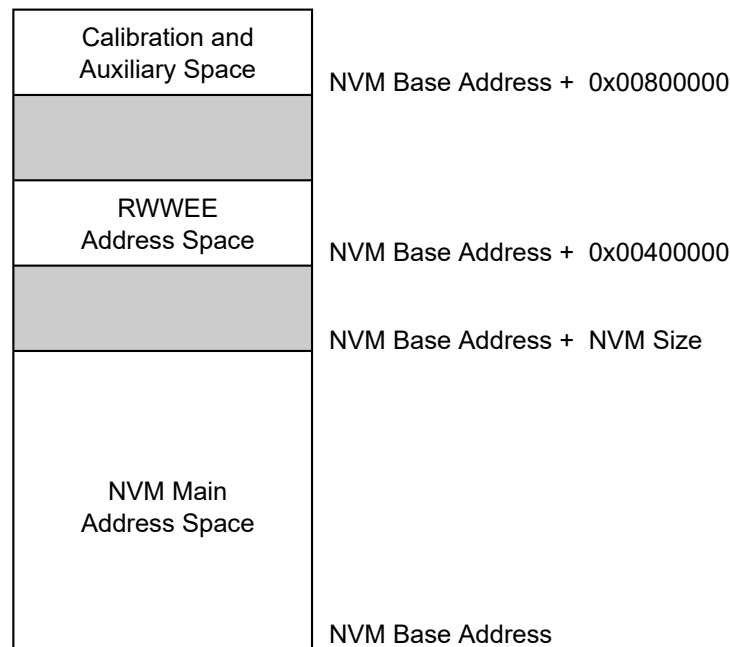 Calibration and
Auxiliary Space
NVM Base Address + 0x00800000
RWWEE
Address Space
NVM Base Address + 0x00400000
NVM Base Address + NVM Size
NVM Main
Address Space
NVM Base Address